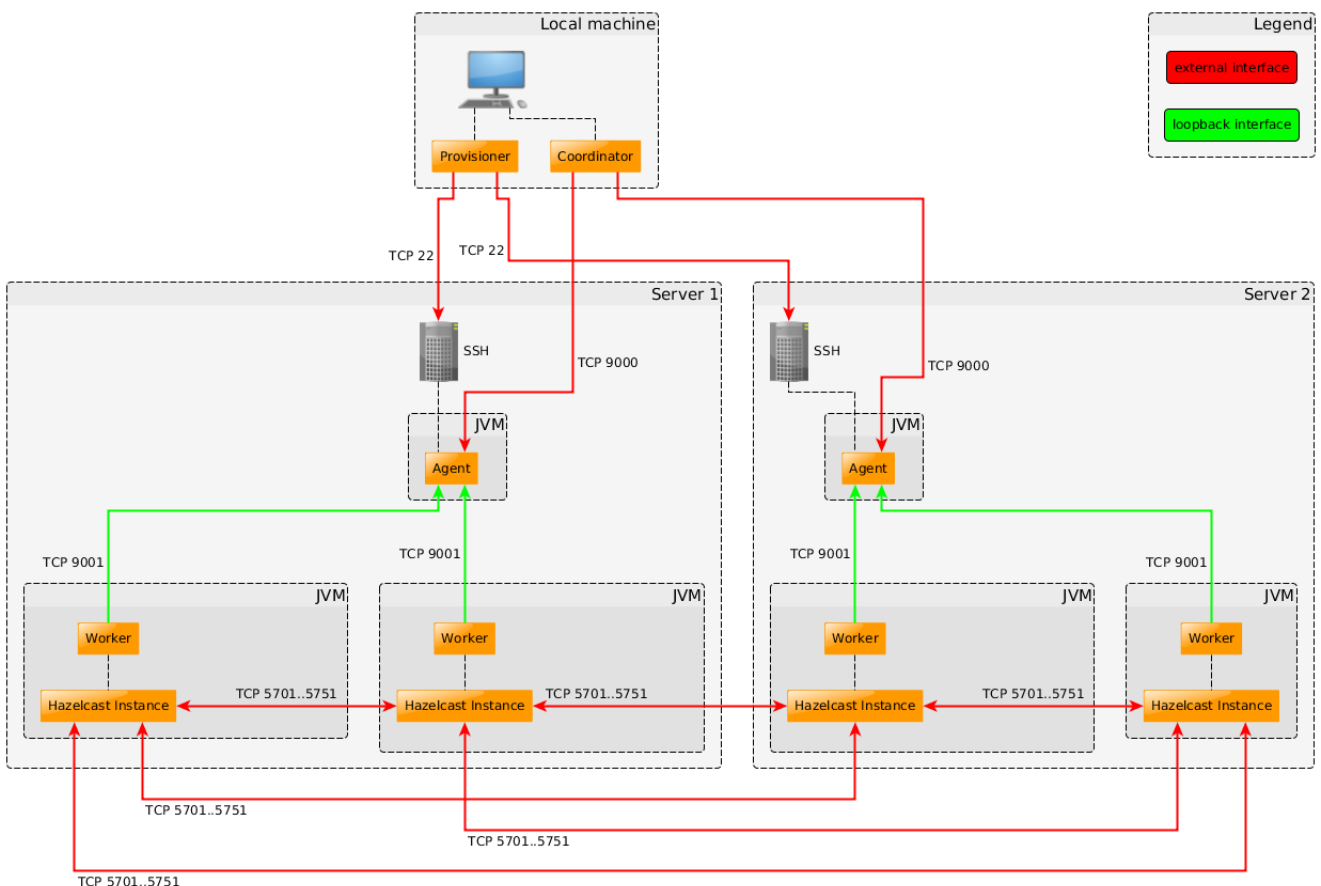 Local machine
Legend
external interface
loopback interface
Provisioner
Coordinator
TCP 22
TCP 22
Server 1
Server 2
SSH
SSH
TCP 9000
TCP 9000
JVM
JVM
Agent
Agent
TCP 9001
TCP 9001
TCP 9001
TCP 9001
JVM
JVM
JVM
JVM
Worker
Worker
Worker
Worker
TCP 5701..5751
TCP 5701..5751
TCP 5701..5751
Hazelcast Instance
Hazelcast Instance
Hazelcast Instance
Hazelcast Instance
TCP 5701..5751
TCP 5701..5751
TCP 5701..5751